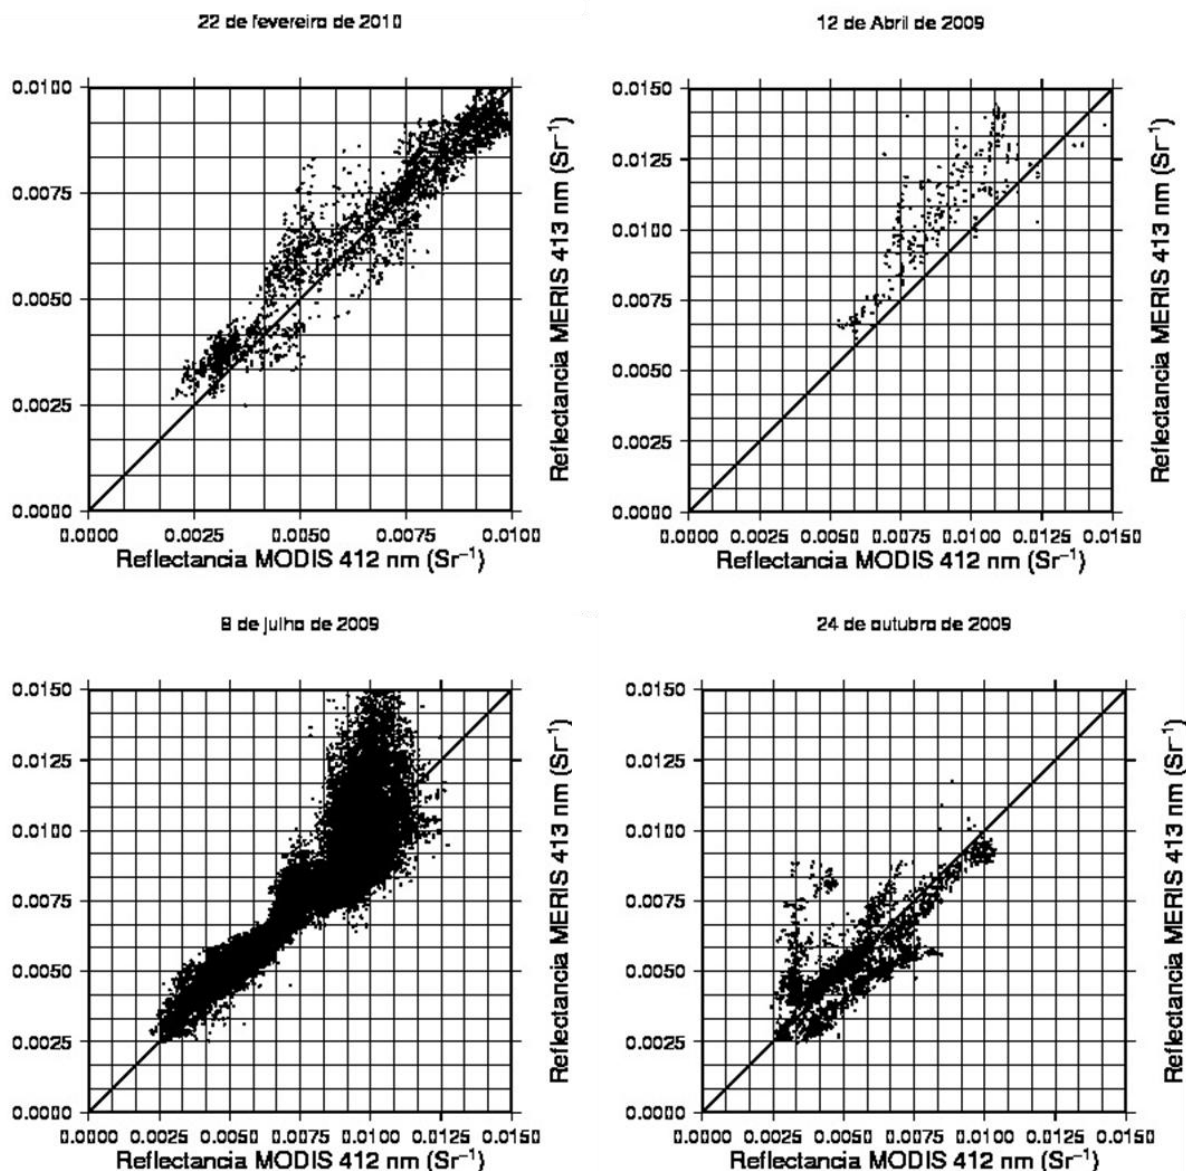 22 de fevereiro de 2010
0.0100
0.0075
0.0050
0.0025
0.0000
0.0000 0.0025 0.0050 0.0075 0.0100
Reflectancia MODIS 412 nm (Sr⁻¹)
Reflectancia MERIS 413 nm (Sr⁻¹)
12 de Abril de 2009
0.0150
0.0125
0.0100
0.0075
0.0050
0.0025
0.0000
0.0000 0.0025 0.0050 0.0075 0.0100 0.0125 0.0150
Reflectancia MODIS 412 nm (Sr⁻¹)
Reflectancia MERIS 413 nm (Sr⁻¹)
8 de julho de 2009
0.0150
0.0125
0.0100
0.0075
0.0050
0.0025
0.0000
0.0000 0.0025 0.0050 0.0075 0.0100 0.0125 0.0150
Reflectancia MODIS 412 nm (Sr⁻¹)
Reflectancia MERIS 413 nm (Sr⁻¹)
24 de outubro de 2009
0.0150
0.0125
0.0100
0.0075
0.0050
0.0025
0.0000
0.0000 0.0025 0.0050 0.0075 0.0100 0.0125 0.0150
Reflectancia MODIS 412 nm (Sr⁻¹)
Reflectancia MERIS 413 nm (Sr⁻¹)